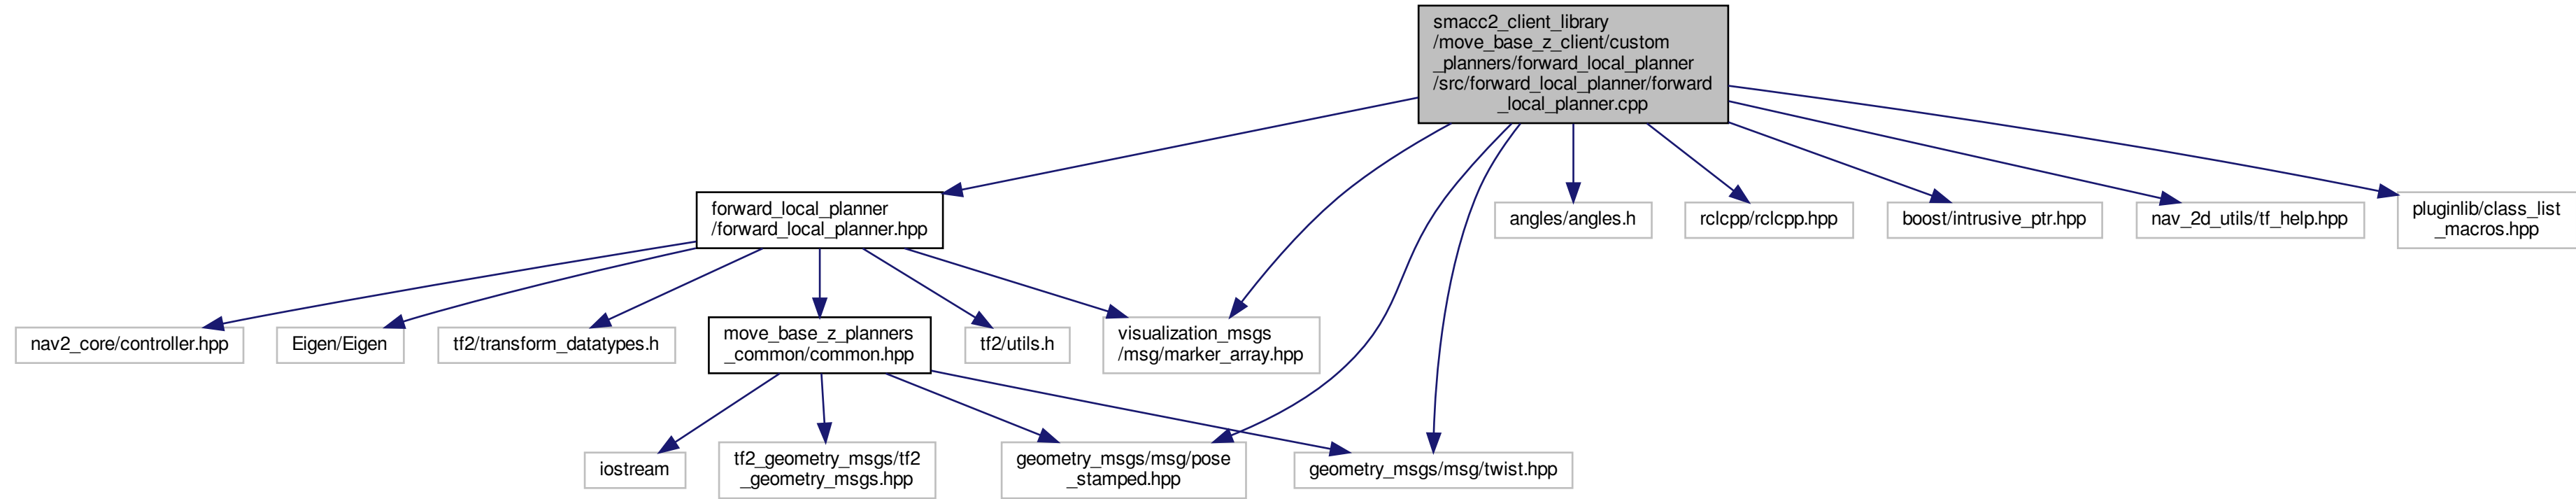 smacc2_client_library
/move_base_z_client/custom
_planners/forward_local_planner
/src/forward_local_planner/forward
_local_planner.cpp
forward_local_planner
/forward_local_planner.hpp
angles/angles.h
rclcpp/rclcpp.hpp
boost/intrusive_ptr.hpp
nav_2d_utils/tf_help.hpp
pluginlib/class_list
_macros.hpp
nav2_core/controller.hpp
Eigen/Eigen
tf2/transform_datatypes.h
move_base_z_planners
_common/common.hpp
tf2/utils.h
visualization_msgs
/msg/marker_array.hpp
iostream
tf2_geometry_msgs/tf2
_geometry_msgs.hpp
geometry_msgs/msg/pose
_stamped.hpp
geometry_msgs/msg/twist.hpp